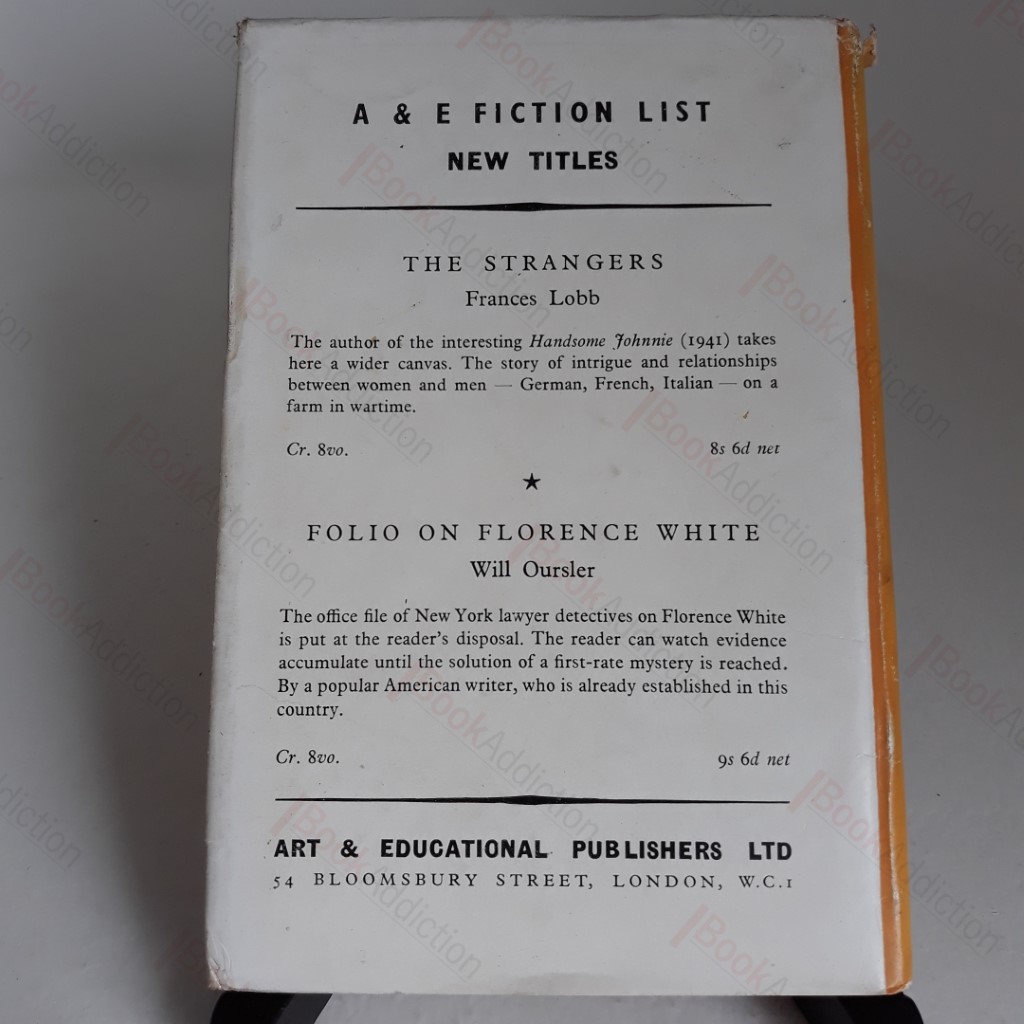 A & E FICTION LIST
NEW TITLES
THE STRANGERS
Frances Lobb
The author of the interesting Handsome Johnnie (1941) takes
here a wider canvas. The story of intrigue and relationships
between women and men — German, French, Italian — on a
farm in wartime.
Cr. 8vo. 8s 6d net
★
FOLIO ON FLORENCE WHITE
Will Oursler
The office file of New York lawyer detectives on Florence White
is put at the reader's disposal. The reader can watch evidence
accumulate until the solution of a first-rate mystery is reached.
By a popular American writer, who is already established in this
country.
Cr. 8vo. 9s 6d net
ART & EDUCATIONAL PUBLISHERS LTD
54 BLOOMSBURY STREET, LONDON, W.C.1
BookAddiction